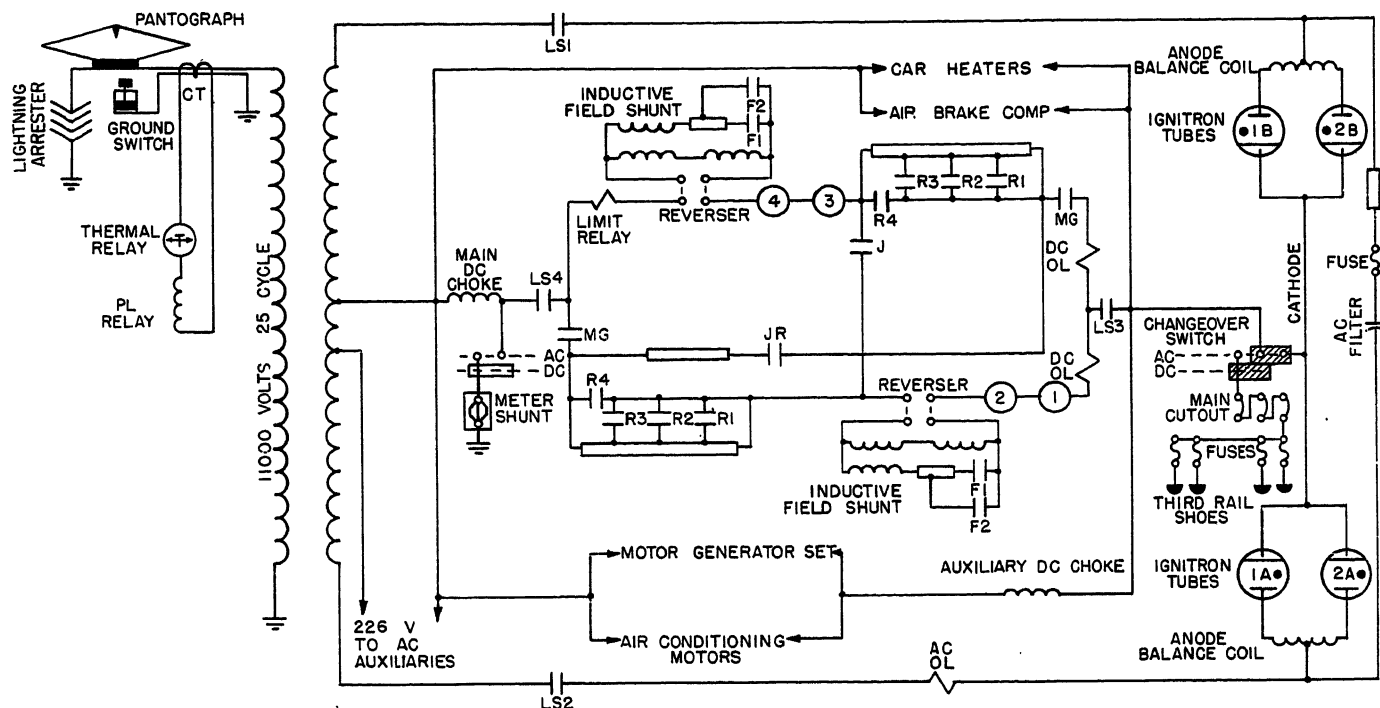 PANTOGRAPH
LIGHTNING
ARRESTER
GROUND
SWITCH
CT
THERMAL
RELAY
PL
RELAY
11000 VOLTS 25 CYCLE
226 V
TO AC
AUXILIARIES
LS1
CAR HEATERS
AIR BRAKE COMP
INDUCTIVE
FIELD SHUNT
F2
F1
LIMIT
RELAY
REVERSER
4
3
R4
R3
R2
R1
MG
DC
OL
J
MAIN
DC
CHOKE
LS4
MG
JR
LS3
AC
DC
METER
SHUNT
R4
R3
R2
R1
REVERSER
2
1
DC
OL
INDUCTIVE
FIELD SHUNT
F1
F2
MOTOR GENERATOR SET
AIR CONDITIONING
MOTORS
AUXILIARY DC CHOKE
AC
OL
LS2
ANODE
BALANCE COIL
IGNITRON
TUBES
1B
2B
CATHODE
FUSE
AC
FILTER
CHANGEOVER
SWITCH
AC
DC
MAIN
CUTOUT
FUSES
THIRD RAIL
SHOES
IGNITRON
TUBES
1A
2A
ANODE
BALANCE COIL